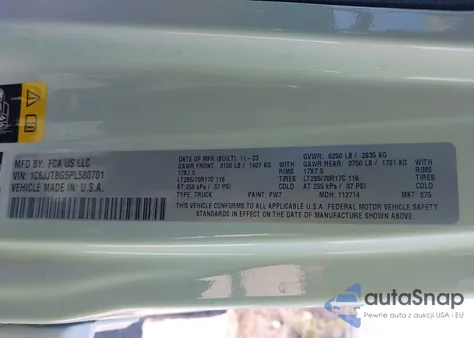 MFD BY: FCA US LLC
VIN: 1C6JJTBG5PL580701
VEHICLE MADE IN U.S.A.
DATE OF MFR (BUILT): 11-23
GAWR FRONT: 3100 LB / 1407 KG
17X7.5
LT285/70R17C 116
AT 255 KPA / 37 PSI
PAINT: PW7
TYPE: TRUCK
WITH
RIMS
TIRES
COLD
MDH: 112714
GVWR: 6250 LB / 2835 KG
GAWR REAR: 3750 LB / 1701 KG
17X7.5
LT285/70R17C 116
AT 255 KPA / 37 PSI
WITH
RIMS
TIRES
COLD
MKT: 875
THIS VEHICLE CONFORMS TO ALL APPLICABLE U.S. FEDERAL MOTOR VEHICLE SAFETY
STANDARDS IN EFFECT ON THE DATE OF MANUFACTURE SHOWN ABOVE.
autaSnap
Pewne auta z aukcji USA i EU